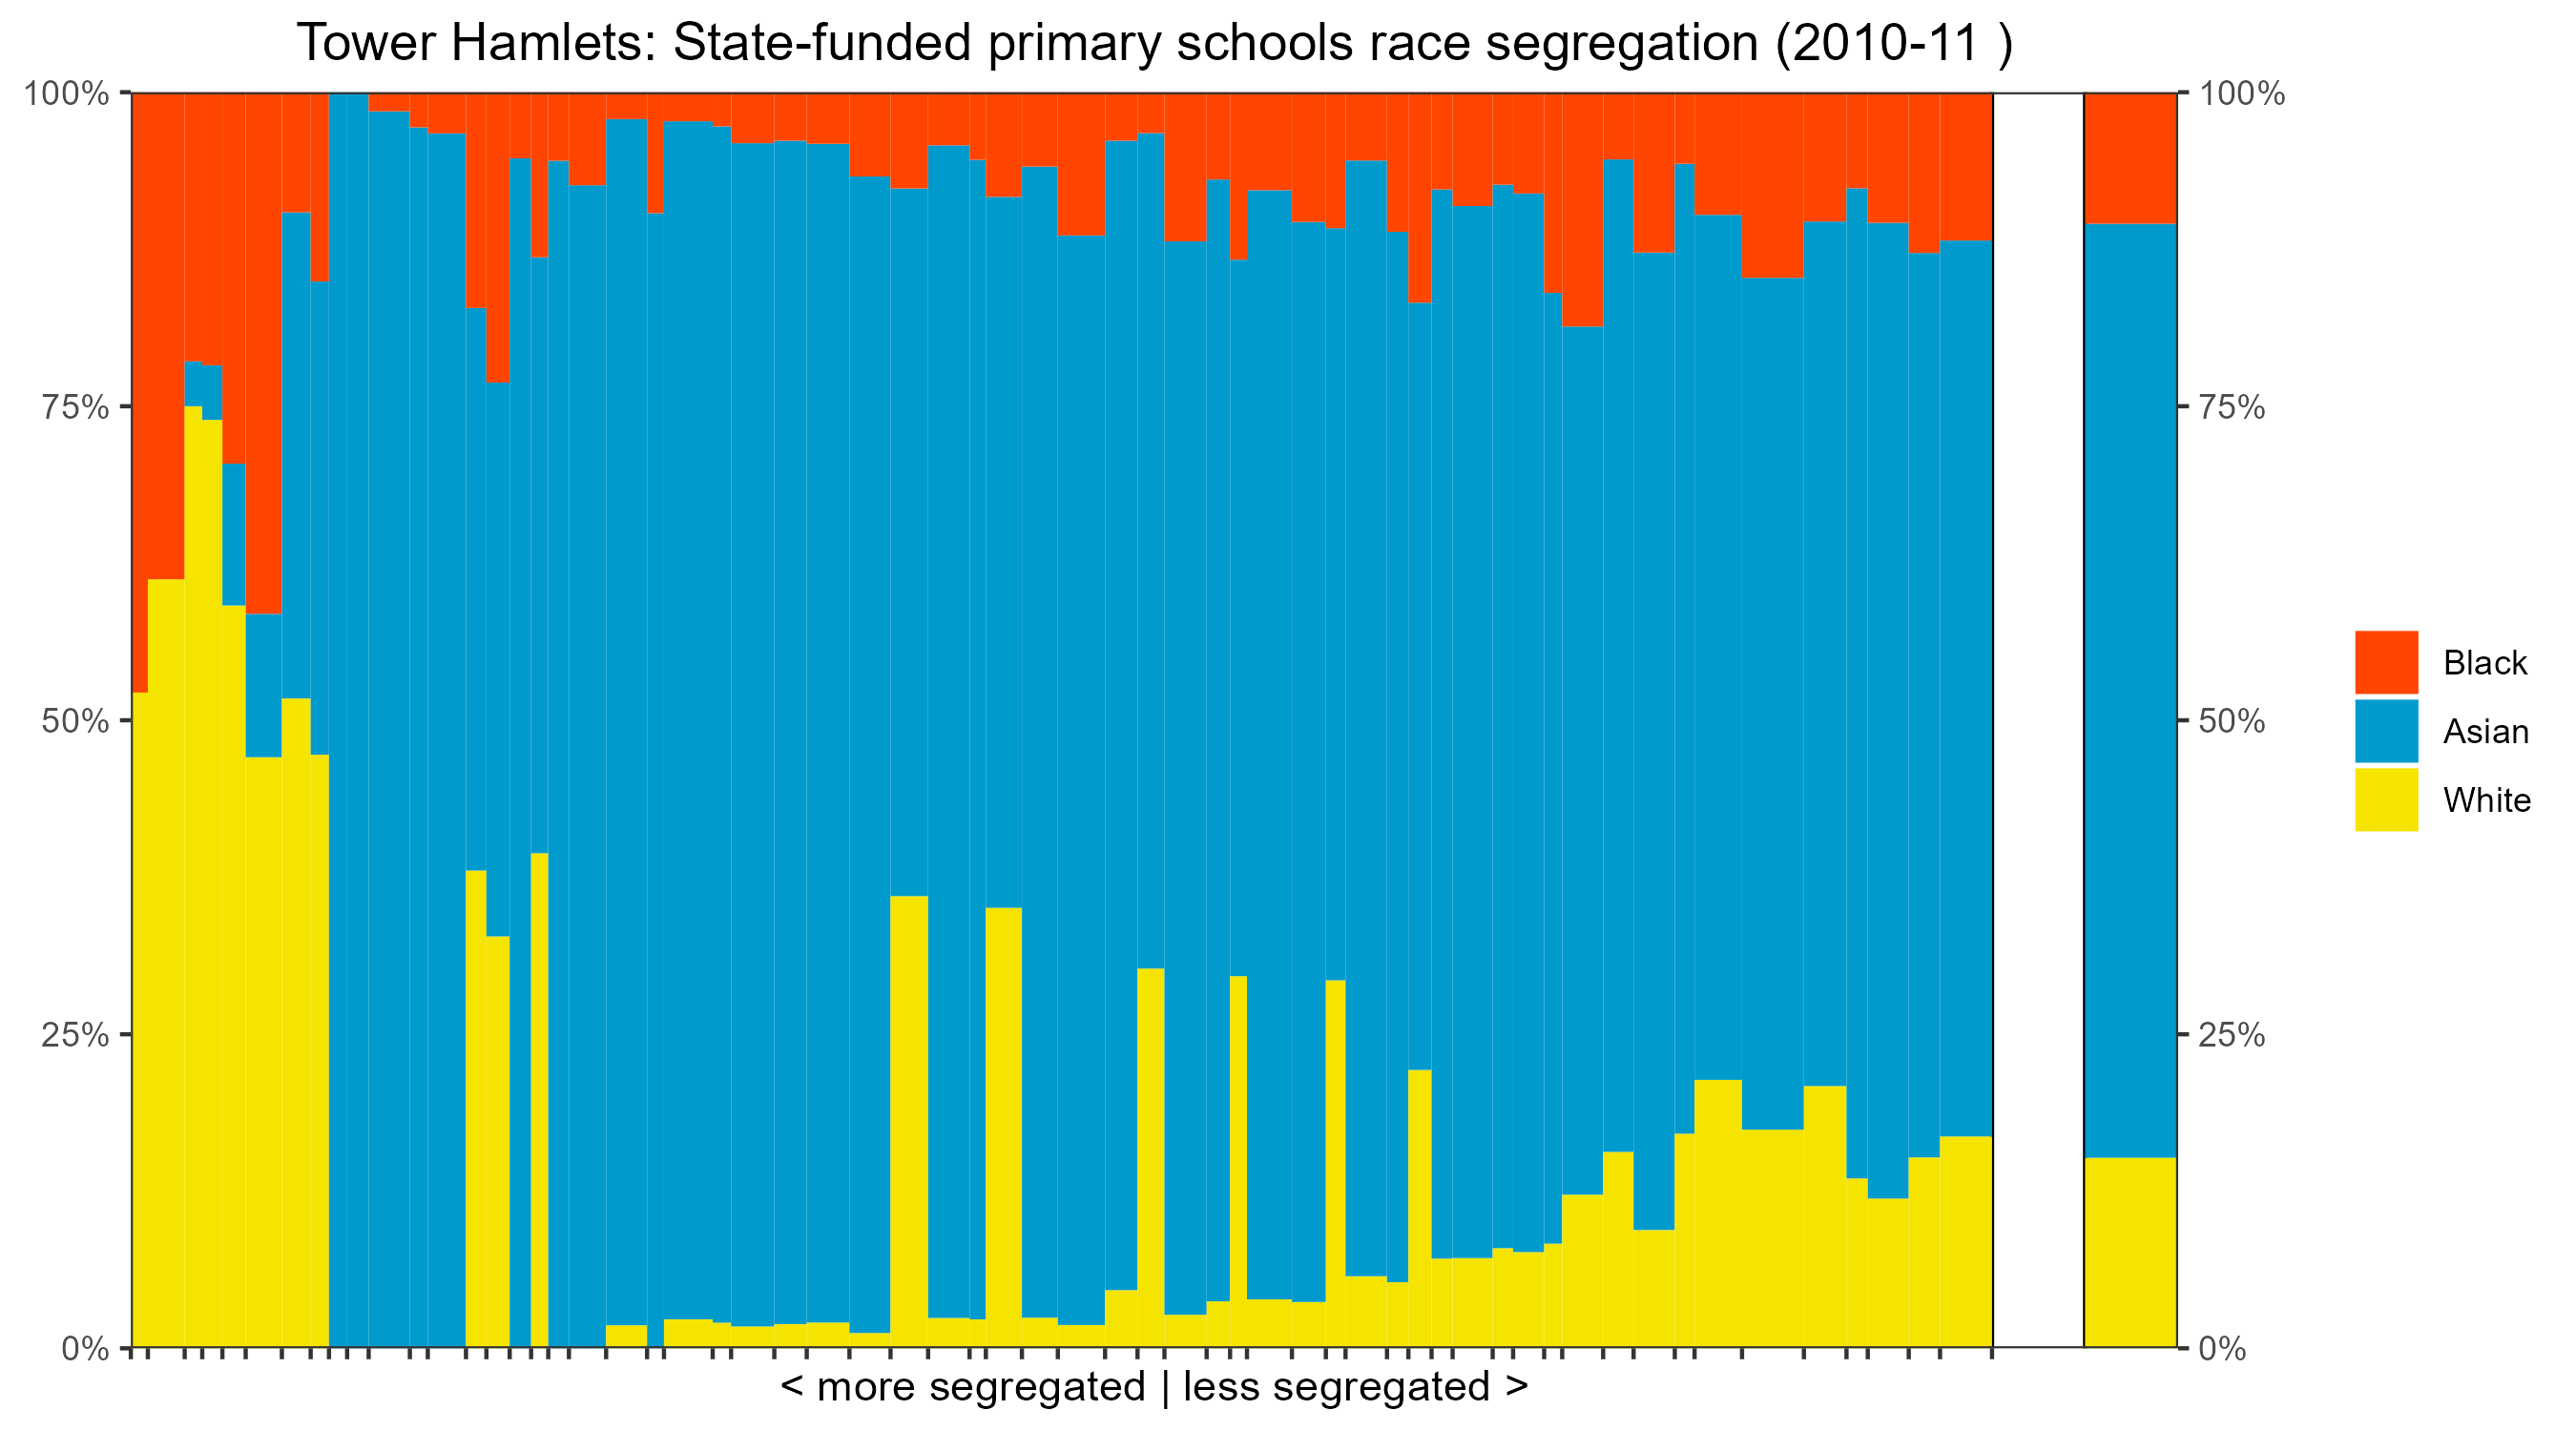 Tower Hamlets: State-funded primary schools race segregation (2010-11 )
100%
75%
50%
25%
0%
100%
75%
50%
25%
0%
Black
Asian
White
< more segregated | less segregated >